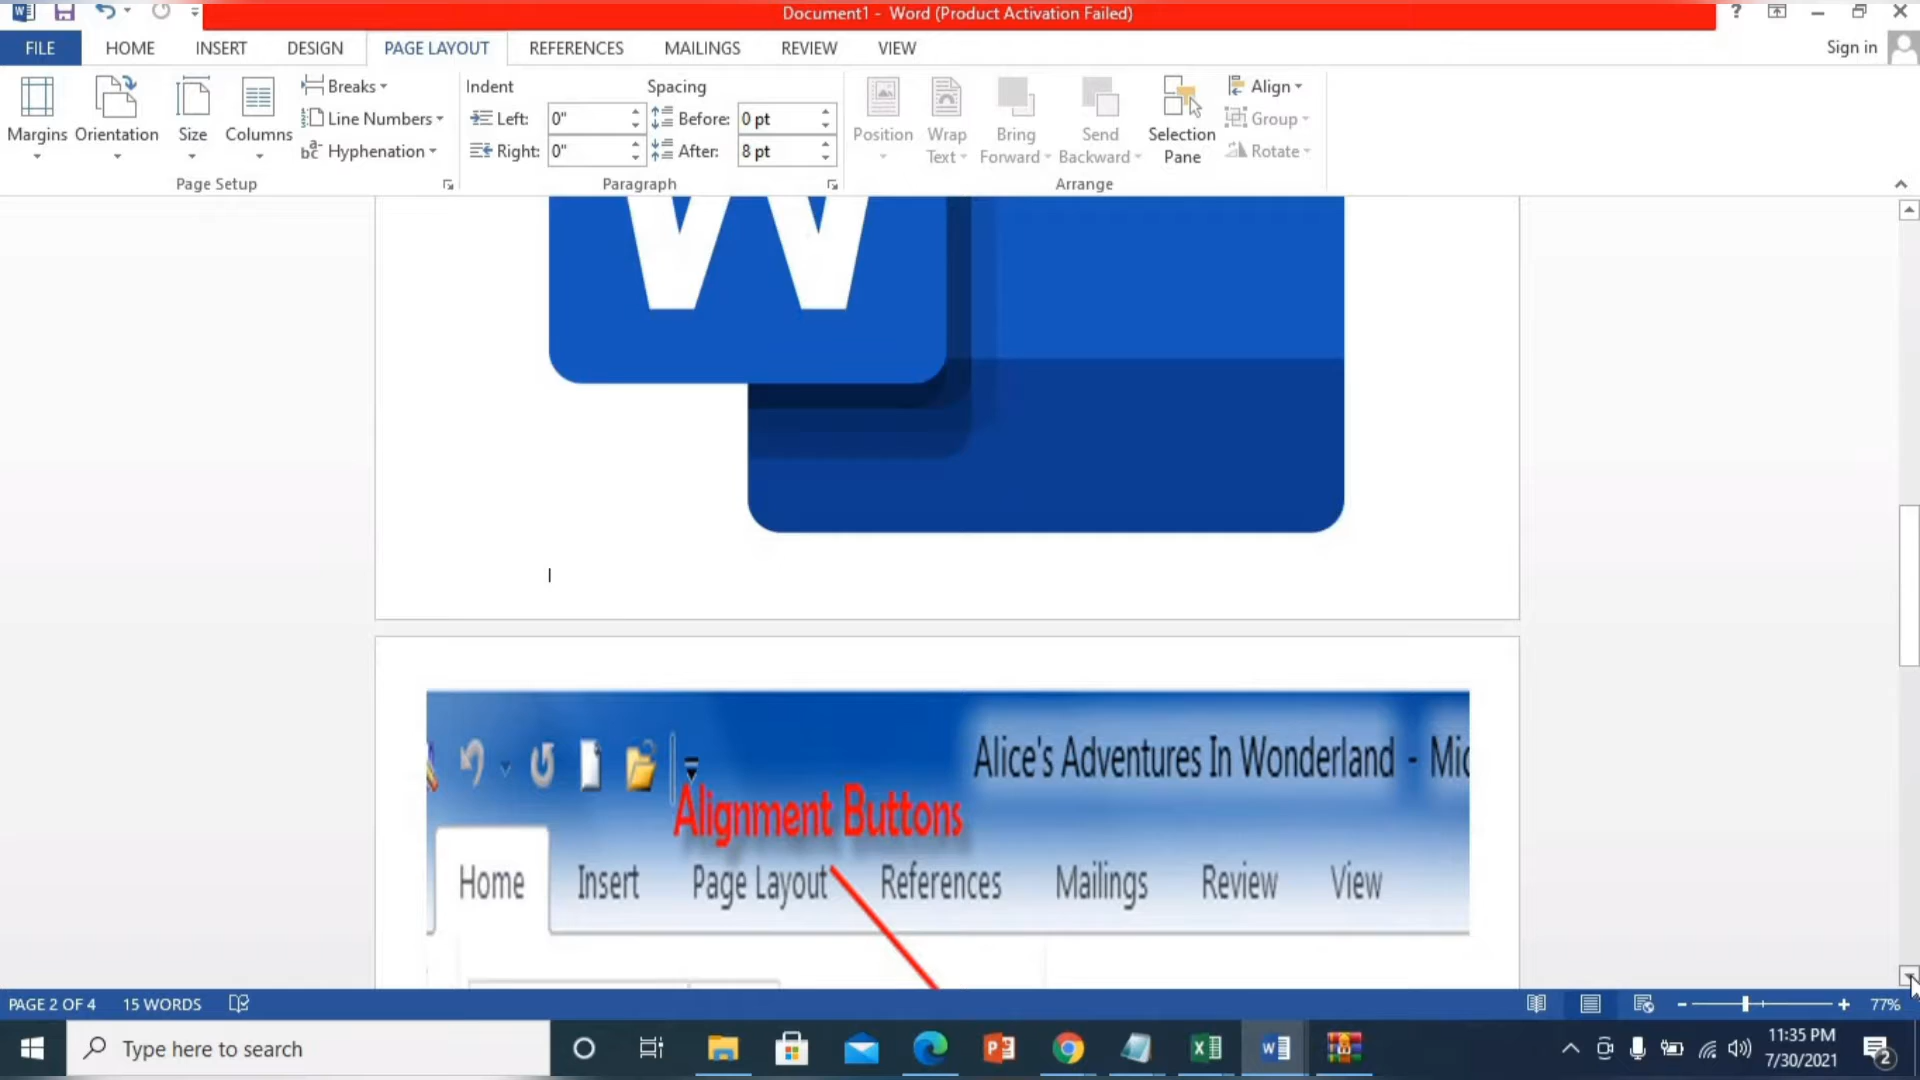 Document1 - Word (Product Activation Failed)
?
FILE HOME INSERT DESIGN PAGE LAYOUT REFERENCES MAILINGS REVIEW VIEW Sign in
Margins Orientation Size Columns
Breaks
Line Numbers
Hyphenation
Page Setup
Indent
Left: 0"
Right: 0"
Spacing
Before: 0 pt
After: 8 pt
Paragraph
Position
Wrap
Text
Bring
Forward
Send
Backward
Selection
Pane
Align
Group
Rotate
Arrange
W
Alice's Adventures In Wonderland - Mic
Alignment Buttons
Home Insert Page Layout References Mailings Review View
PAGE 2 OF 4 15 WORDS 77%
Type here to search
11:35 PM
7/30/2021
2